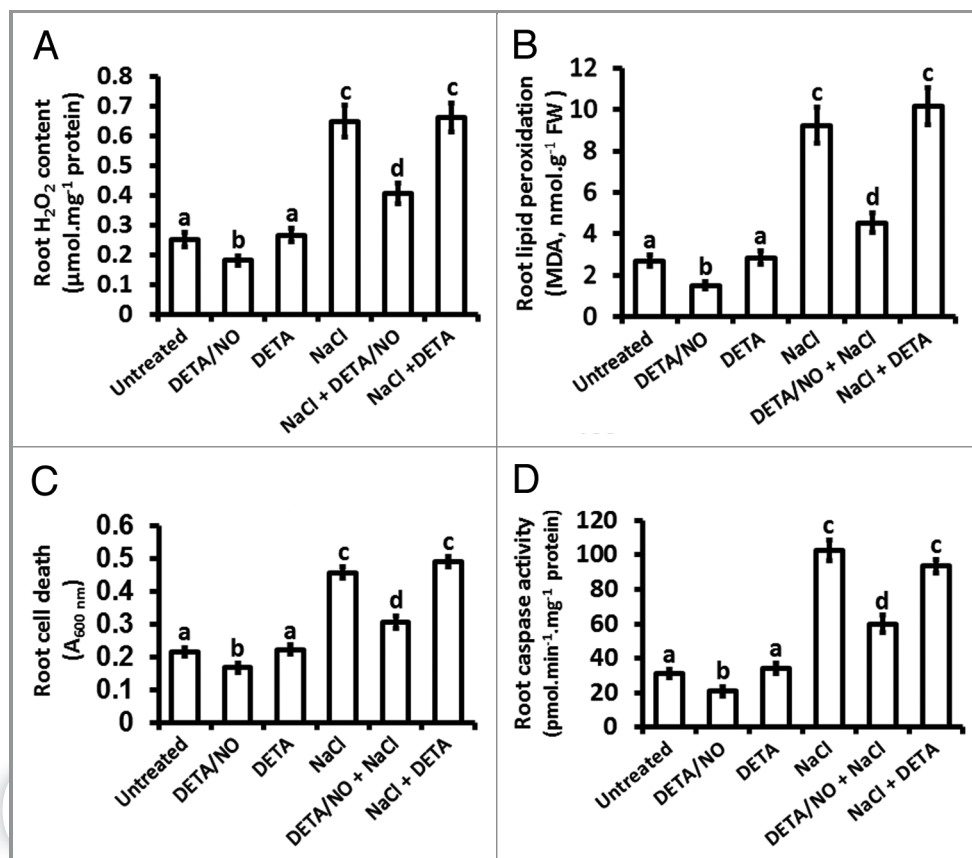 A
Root H₂O₂ content
(μmol.mg⁻¹ protein)
0.8
0.7
0.6
0.5
0.4
0.3
0.2
0.1
0
a
b
a
c
d
c
Untreated
DETA/NO
DETA
NaCl
NaCl + DETA/NO
NaCl +DETA
B
Root lipid peroxidation
(MDA, nmol.g⁻¹ FW )
12
10
8
6
4
2
0
a
b
a
c
d
c
Untreated
DETA/NO
DETA
NaCl
DETA/NO + NaCl
NaCl + DETA
C
Root cell death
(A₆₀₀ ₙₘ)
0.6
0.5
0.4
0.3
0.2
0.1
0
a
b
a
c
d
c
Untreated
DETA/NO
DETA
NaCl
DETA/NO + NaCl
NaCl + DETA
D
Root caspase activity
(pmol.min⁻¹.mg⁻¹ protein)
120
100
80
60
40
20
0
a
b
a
c
d
c
Untreated
DETA/NO
DETA
NaCl
DETA/NO + NaCl
NaCl + DETA